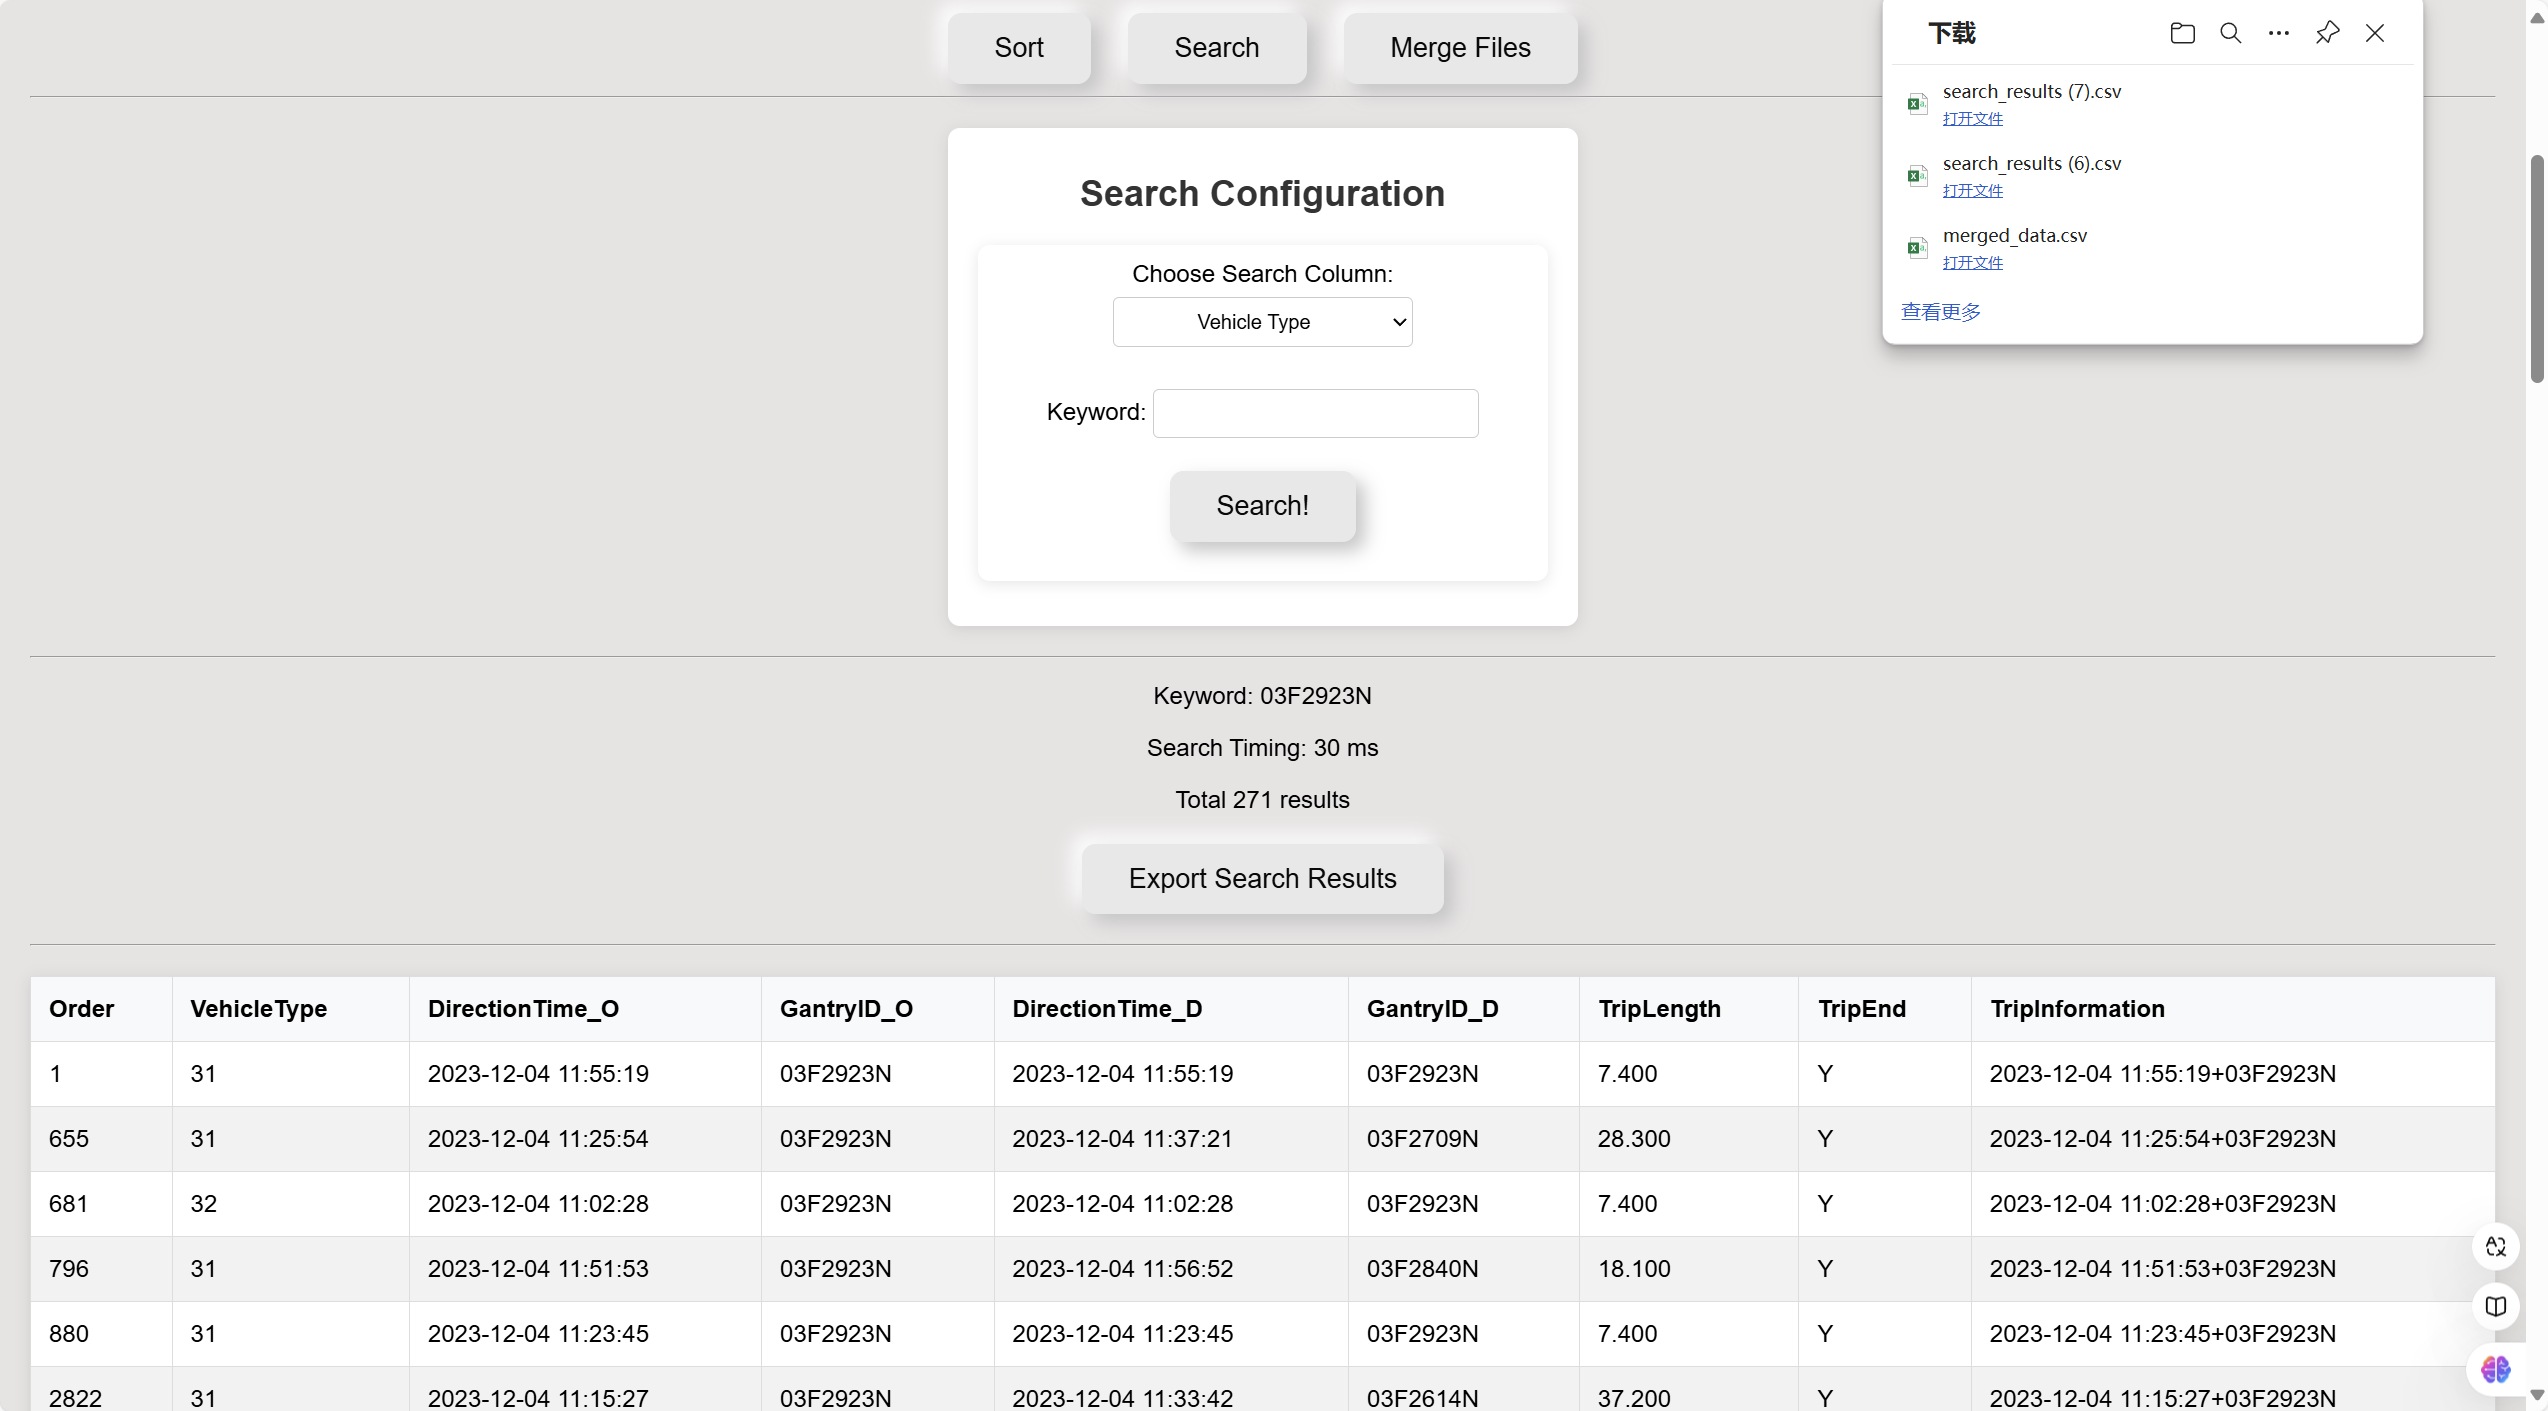 Sort Search Merge Files
下载
search_results (7).csv
打开文件
search_results (6).csv
打开文件
merged_data.csv
打开文件
查看更多
Search Configuration
Choose Search Column:
Vehicle Type
Keyword:
Search!
Keyword: 03F2923N
Search Timing: 30 ms
Total 271 results
Export Search Results
Order VehicleType DirectionTime_O GantryID_O DirectionTime_D GantryID_D TripLength TripEnd TripInformation
1 31 2023-12-04 11:55:19 03F2923N 2023-12-04 11:55:19 03F2923N 7.400 Y 2023-12-04 11:55:19+03F2923N
655 31 2023-12-04 11:25:54 03F2923N 2023-12-04 11:37:21 03F2709N 28.300 Y 2023-12-04 11:25:54+03F2923N
681 32 2023-12-04 11:02:28 03F2923N 2023-12-04 11:02:28 03F2923N 7.400 Y 2023-12-04 11:02:28+03F2923N
796 31 2023-12-04 11:51:53 03F2923N 2023-12-04 11:56:52 03F2840N 18.100 Y 2023-12-04 11:51:53+03F2923N
880 31 2023-12-04 11:23:45 03F2923N 2023-12-04 11:23:45 03F2923N 7.400 Y 2023-12-04 11:23:45+03F2923N
2822 31 2023-12-04 11:15:27 03F2923N 2023-12-04 11:33:42 03F2614N 37.200 Y 2023-12-04 11:15:27+03F2923N